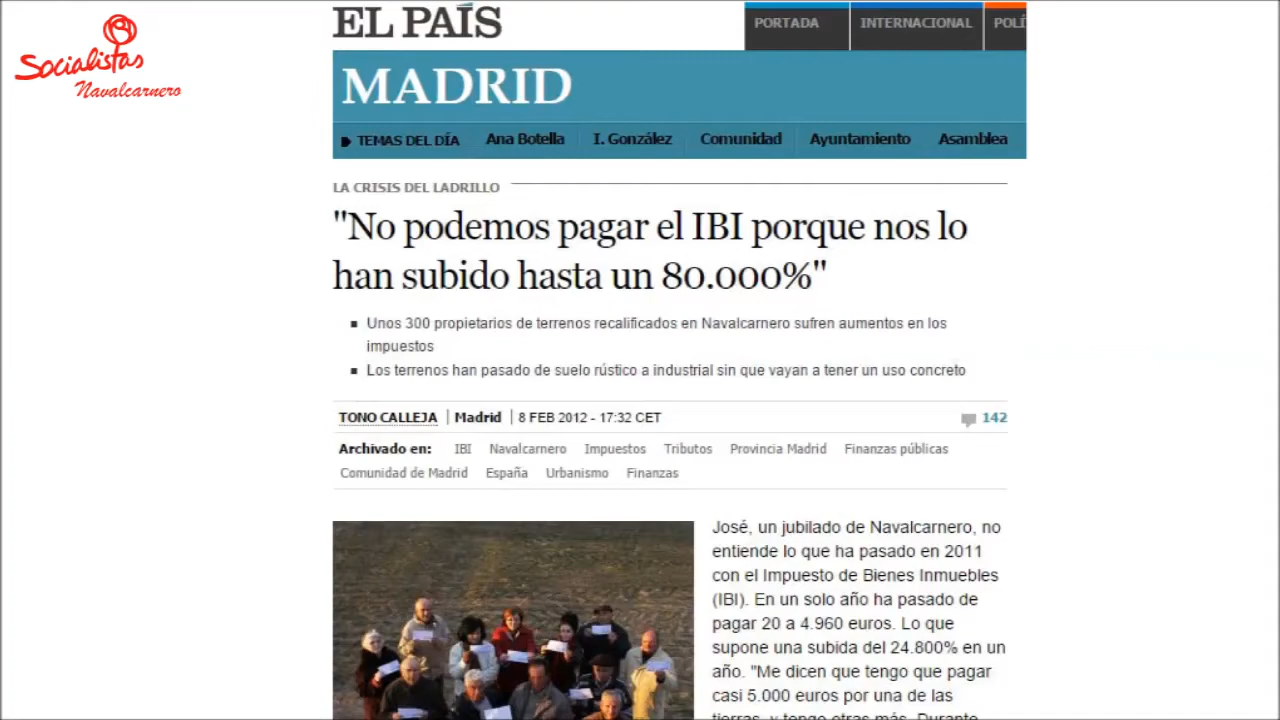 Socialistas
Navalcarnero
EL PAÍS
PORTADA
INTERNACIONAL
MADRID
TEMAS DEL DÍA
Ana Botella
I. González
Comunidad
Ayuntamiento
Asamblea
LA CRISIS DEL LADRILLO
"No podemos pagar el IBI porque nos lo
han subido hasta un 80.000%"
Unos 300 propietarios de terrenos recalificados en Navalcarnero sufren aumentos en los
impuestos
Los terrenos han pasado de suelo rústico a industrial sin que vayan a tener un uso concreto
TONO CALLEJA | Madrid | 8 FEB 2012 - 17:32 CET
142
Archivado en: IBI Navalcarnero Impuestos Tributos Provincia Madrid Finanzas públicas
Comunidad de Madrid España Urbanismo Finanzas
José, un jubilado de Navalcarnero, no
entiende lo que ha pasado en 2011
con el Impuesto de Bienes Inmuebles
(IBI). En un solo año ha pasado de
pagar 20 a 4.960 euros. Lo que
supone una subida del 24.800% en un
año. "Me dicen que tengo que pagar
casi 5.000 euros por una de las
tierras, y tengo otras más. Durante